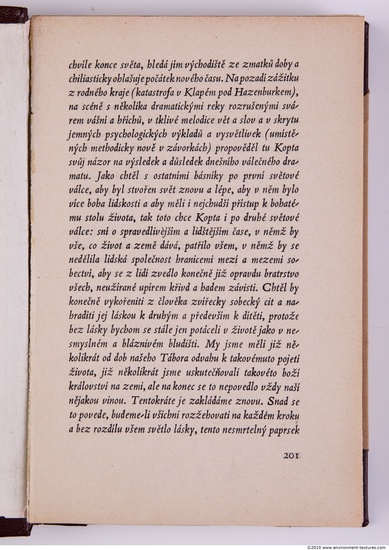 chvíle konce světa, hledá jím východiště ze zmatků doby a
chiliasticky ohlašuje počátek nového času. Na pozadí zážitku
z rodného kraje (katastrofa v Klapém pod Hazenburkem),
na scéně s několika dramatickými reky rozrušenými svá-
rem vášní a hříchů, v tklivé melodice vět a slov a v skrytu
jemných psychologických výkladů a vysvětlivek (umístě-
ných methodicky nově v závorkách) propověděl tu Kopta
svůj názor na výsledek a důsledek dnešního válečného dra-
matu. Jako chtěl s ostatními básníky po první světové
válce, aby byl stvořen svět znovu a lépe, aby v něm bylo
více boha lidskosti a aby měli i nejchudší přístup k bohaté-
mu stolu života, tak toto chce Kopta i po druhé světové
válce: sní o spravedlivějším a lidštějším čase, v němž by
vše, co život a země dává, patřilo všem, v němž by se
nedělila lidská společnost hranicemi mezi a mezemi so-
bectví, aby se z lidí zvedlo konečně již opravdu bratrstvo
všech, neužírané upírem křivd a hadem závisti. Chtěl by
konečně vykořeniti z člověka zvířecky sobecký cit a na-
hraditi jej láskou k druhým a především k dítěti, protože
bez lásky bychom se stále jen potáceli v životě jako v ne-
smyslném a bláznivém bludišti. My jsme měli již ně-
kolikrát od dob našeho Tábora odvahu k takovémuto pojetí
života, již několikrát jsme uskutečňovali takovéto boží
království na zemi, ale na konec se to nepovedlo vždy naší
nějakou vinou. Tentokráte je zakládáme znovu. Snad se
to povede, budeme-li všichni rozžehovati na každém kroku
a bez rozdílu všem světlo lásky, tento nesmrtelný paprsek
201
©2010 www.environment-textures.com